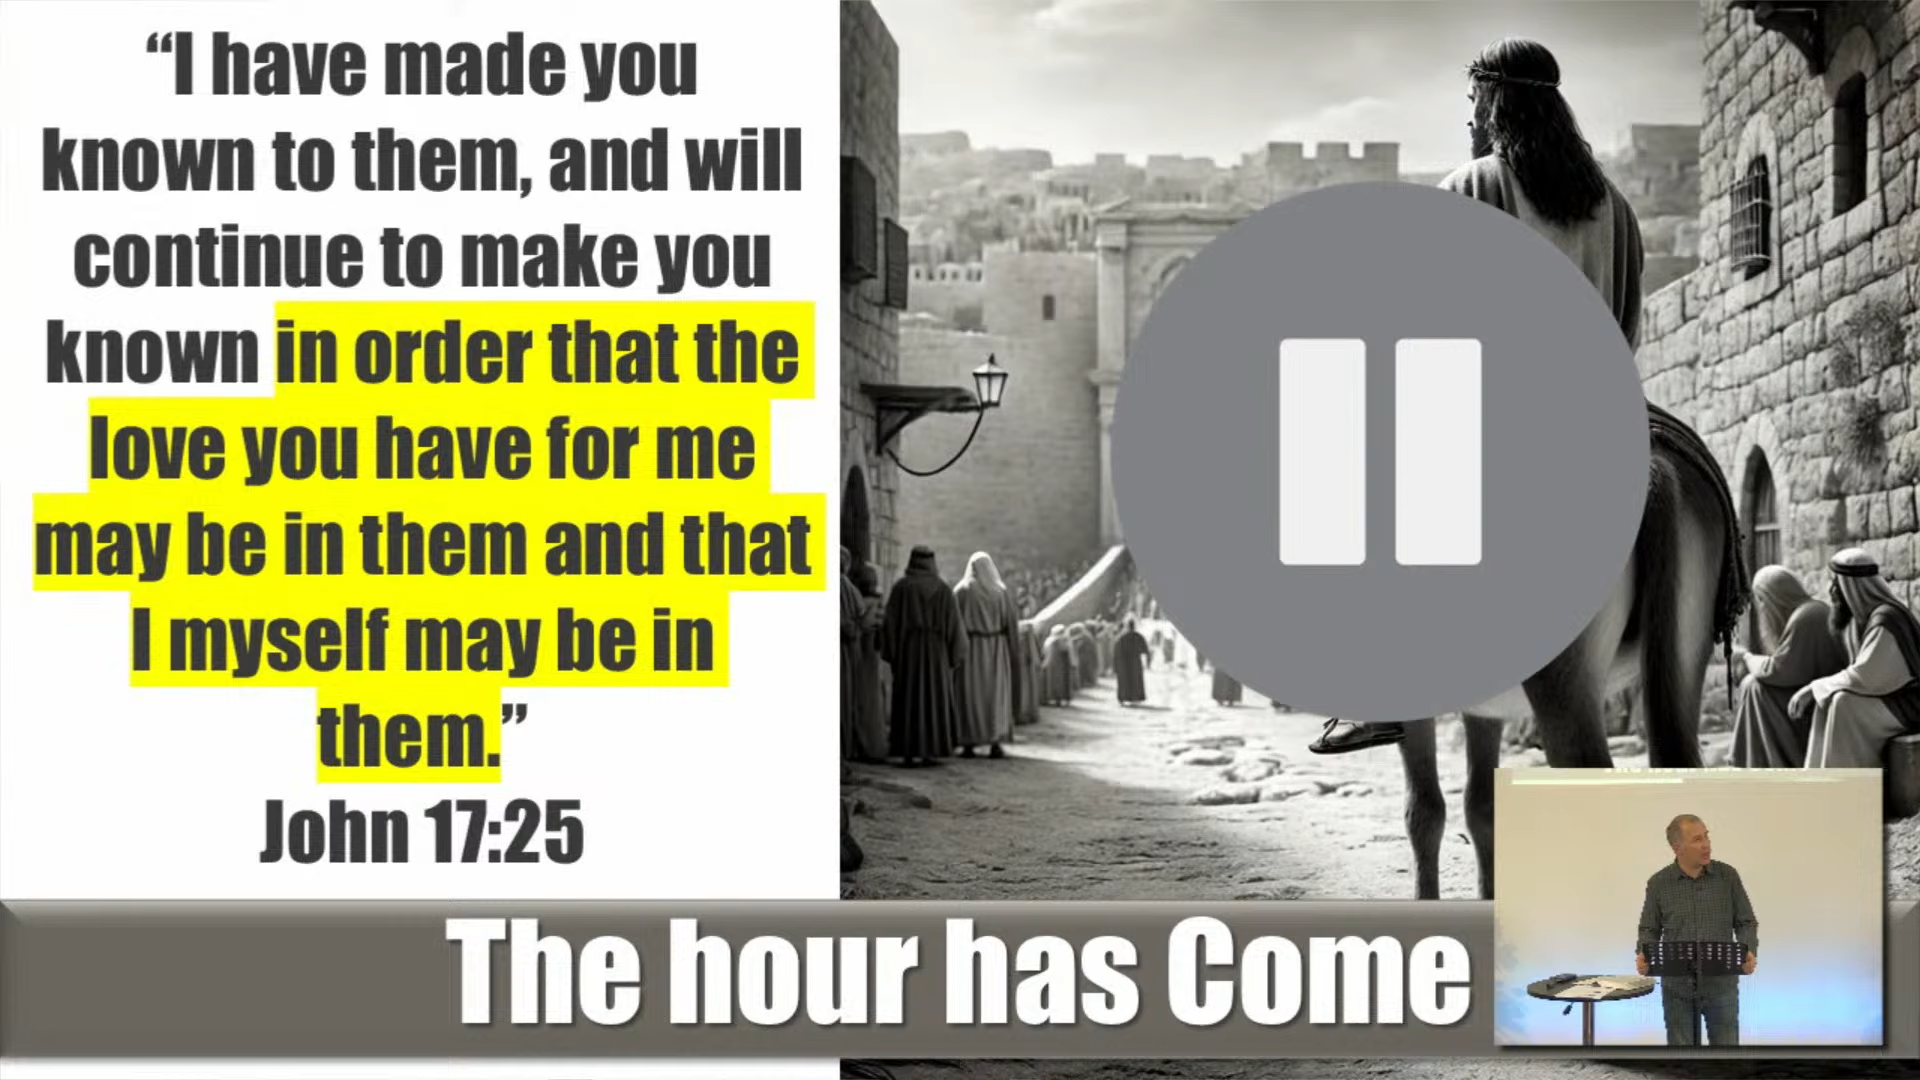 “I have made you
known to them, and will
continue to make you
known in order that the
love you have for me
may be in them and that
I myself may be in
them.”
John 17:25
The hour has Come